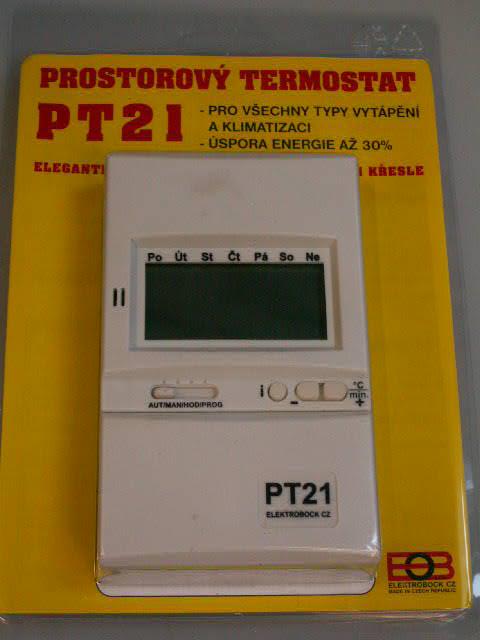 PROSTOROVÝ TERMOSTAT
PT21
- PRO VŠECHNY TYPY VYTÁPĚNÍ
A KLIMATIZACI
- ÚSPORA ENERGIE AŽ 30%
KŘESLE
Po Út St Čt Pá So Ne
AUT/MAN/HOD/PROG
i - °C
min. +
PT21
ELEKTROBOCK CZ
EOB
ELEKTROBOCK CZ
MADE IN CZECH REPUBLIC